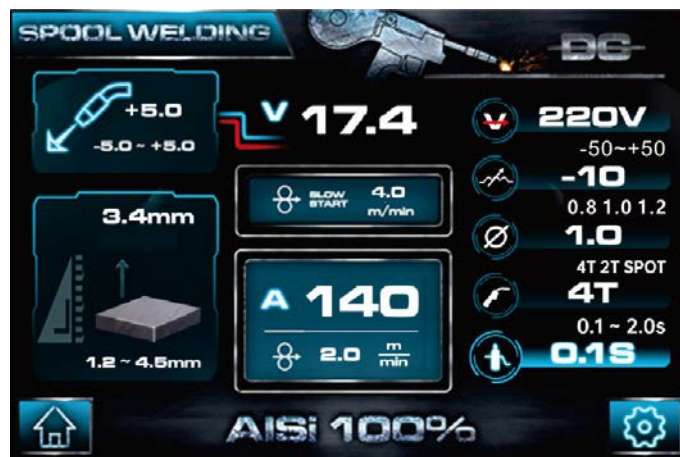 SPOOL WELDING
DC
+5.0
-5.0 ~ +5.0
V 17.4
220V
-50~+50
-10
SLOW START 4.0 m/min
3.4mm
0.8 1.0 1.2
1.0
4T 2T SPOT
4T
A 140
0.1 ~ 2.0s
0.1S
2.0 m/min
1.2 ~ 4.5mm
AlSi 100%